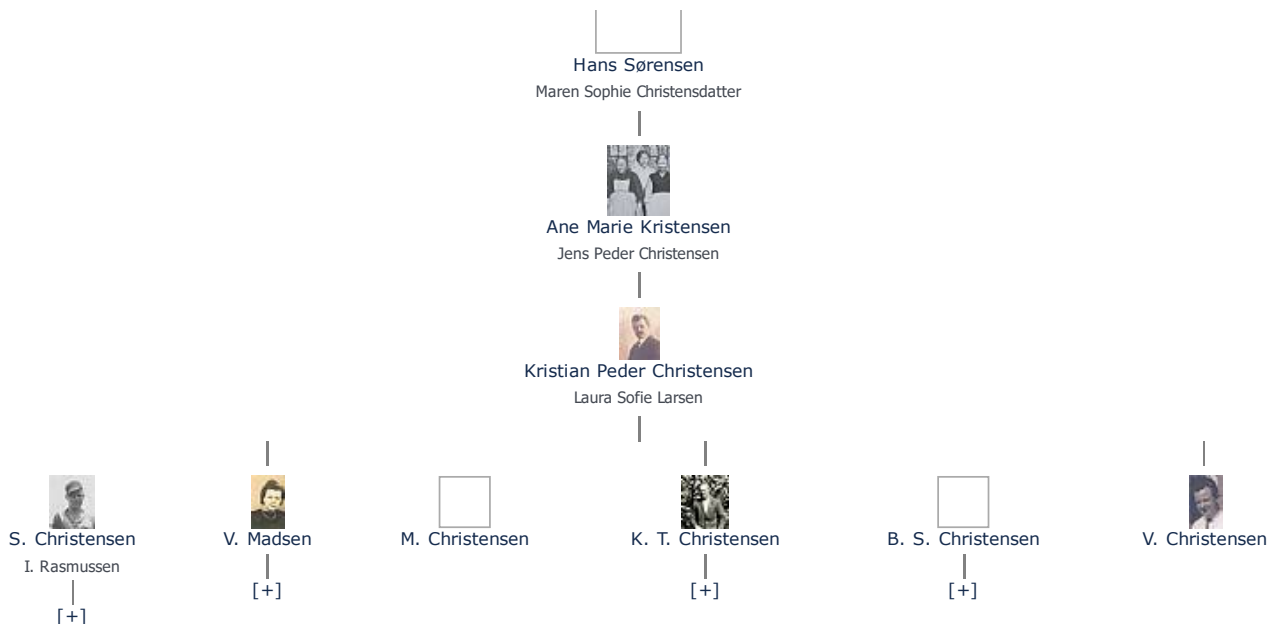 Hans Sørensen
Maren Sophie Christensdatter
Ane Marie Kristensen
Jens Peder Christensen
Kristian Peder Christensen
Laura Sofie Larsen
S. Christensen
I. Rasmussen
[+]
V. Madsen
[+]
M. Christensen
K. T. Christensen
[+]
B. S. Christensen
[+]
V. Christensen